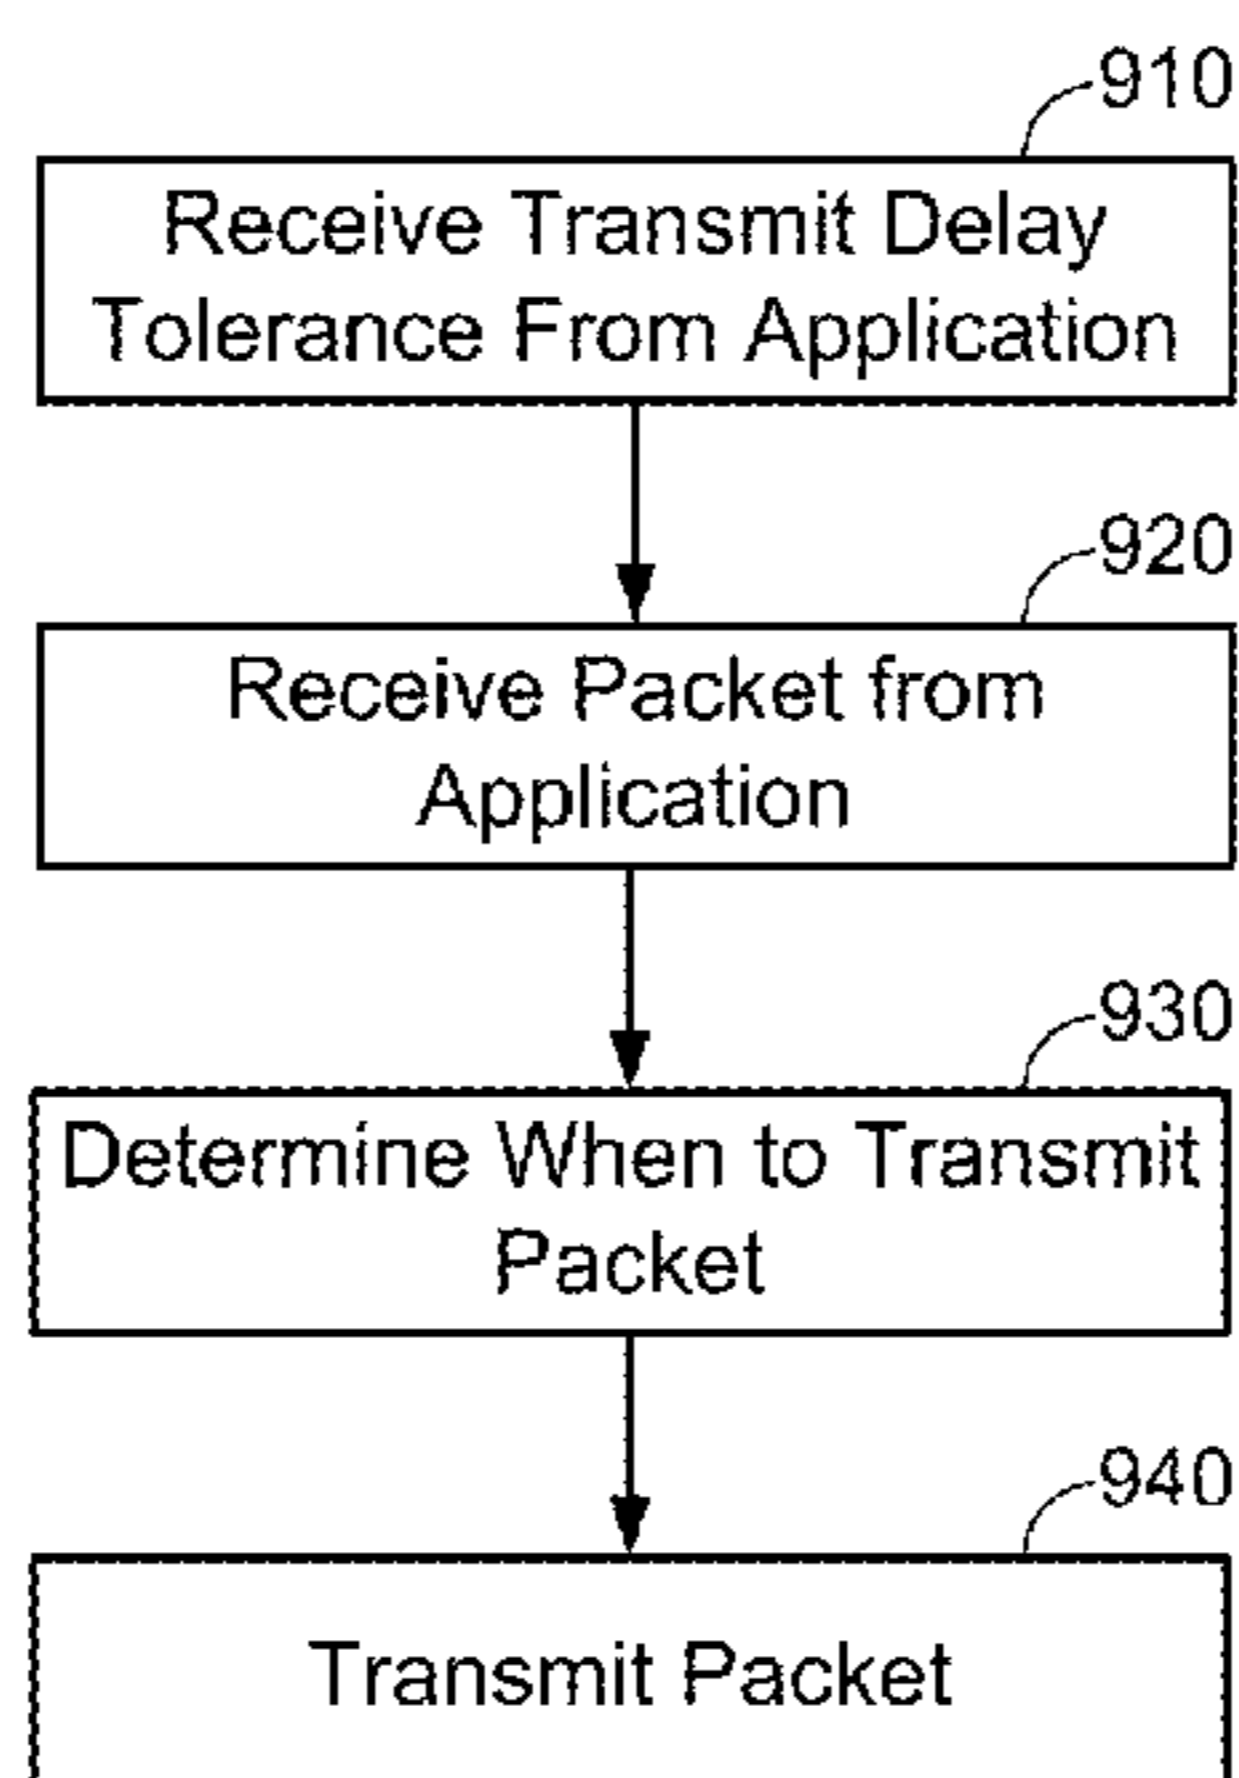 910
Receive Transmit Delay
Tolerance From Application
920
Receive Packet from
Application
930
Determine When to Transmit
Packet
940
Transmit Packet